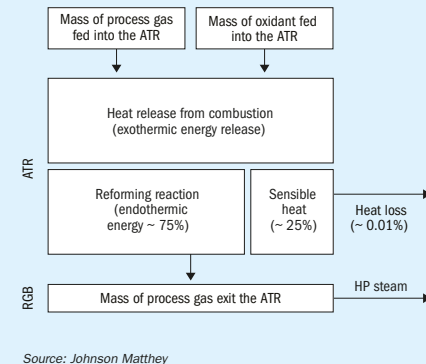 Mass of process gas
fed into the ATR
Mass of oxidant fed
into the ATR
Heat release from combustion
(exothermic energy release)
ATR
Reforming reaction
(endothermic
energy ~ 75%)
Sensible
heat
(~ 25%)
Heat loss
(~ 0.01%)
RGB
Mass of process gas exit the ATR
HP steam
Source: Johnson Matthey